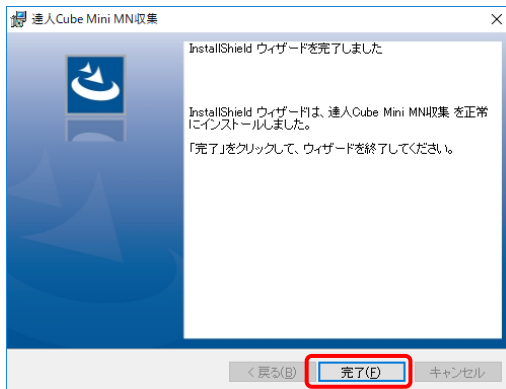 達人Cube Mini MN収集
InstallShield ウィザードを完了しました
InstallShield ウィザードは、達人Cube Mini MN収集 を正常
にインストールしました。
「完了」をクリックして、ウィザードを終了してください。
< 戻る(B)
完了(F)
キャンセル